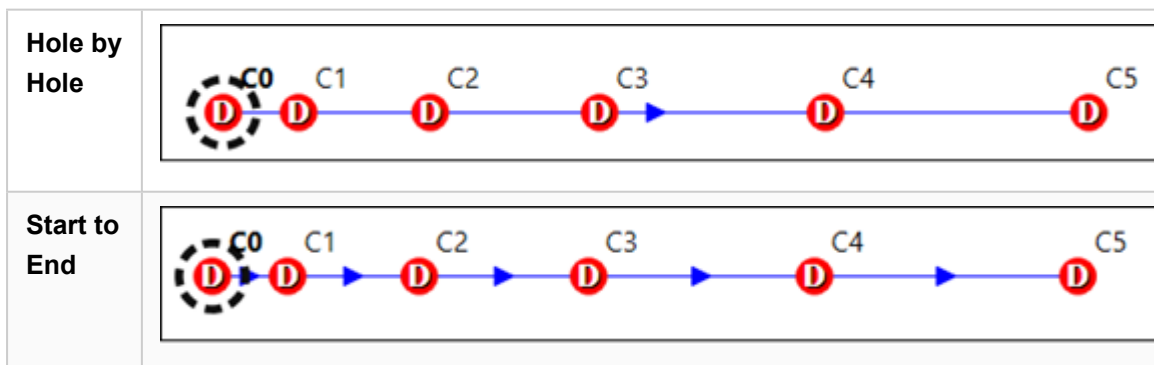 Hole by
Hole
C0 C1 C2 C3 C4 C5
D D D D D D
Start to
End
C0 C1 C2 C3 C4 C5
D D D D D D